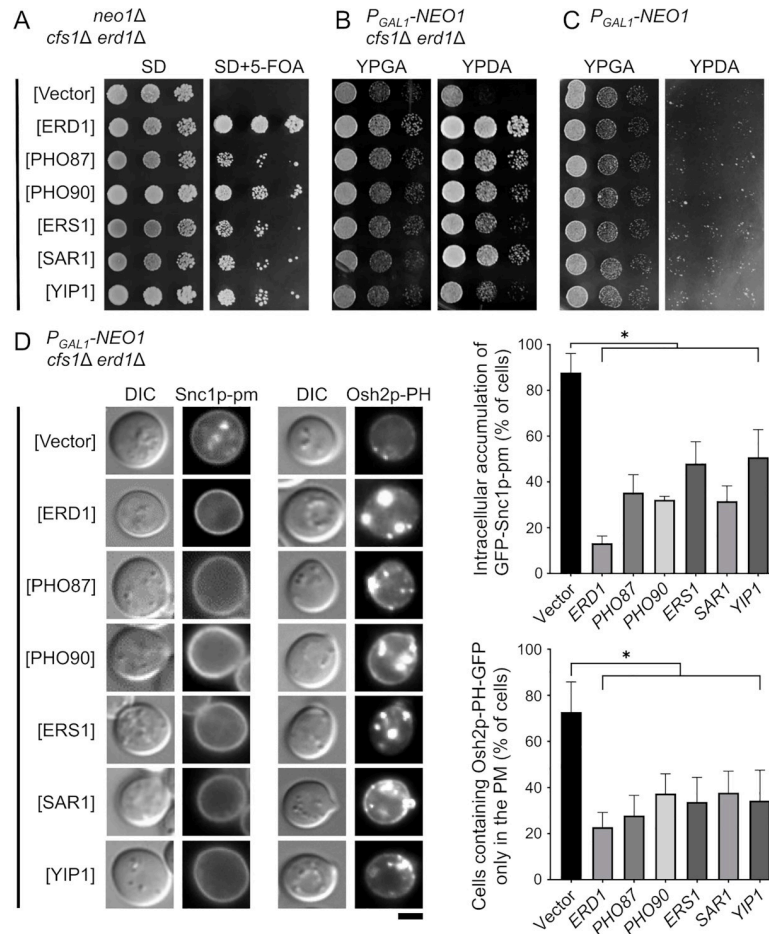 A
neo1Δ
cfs1Δ erd1Δ
SD
SD+5-FOA
B
P_GAL1-NEO1
cfs1Δ erd1Δ
YPGA
YPDA
C
P_GAL1-NEO1
YPGA
YPDA
[Vector]
[ERD1]
[PHO87]
[PHO90]
[ERS1]
[SAR1]
[YIP1]
D
P_GAL1-NEO1
cfs1Δ erd1Δ
DIC
Snc1p-pm
DIC
Osh2p-PH
[Vector]
[ERD1]
[PHO87]
[PHO90]
[ERS1]
[SAR1]
[YIP1]
Intracellular accumulation of
GFP-Snc1p-pm (% of cells)
100
80
60
40
20
0
*
Vector
ERD1
PHO87
PHO90
ERS1
SAR1
YIP1
Cells containing Osh2p-PH-GFP
only in the PM (% of cells)
100
80
60
40
20
0
*
Vector
ERD1
PHO87
PHO90
ERS1
SAR1
YIP1